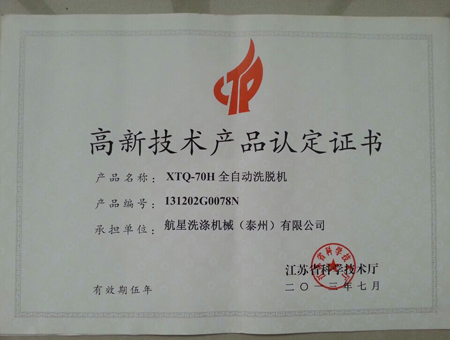 高新技术产品认定证书
产品名称： XTQ-70H 全自动洗脱机
产品编号： 131202G0078N
承担单位： 航星洗涤机械（泰州）有限公司
江苏省科学技术厅
有效期伍年
二〇一三年七月